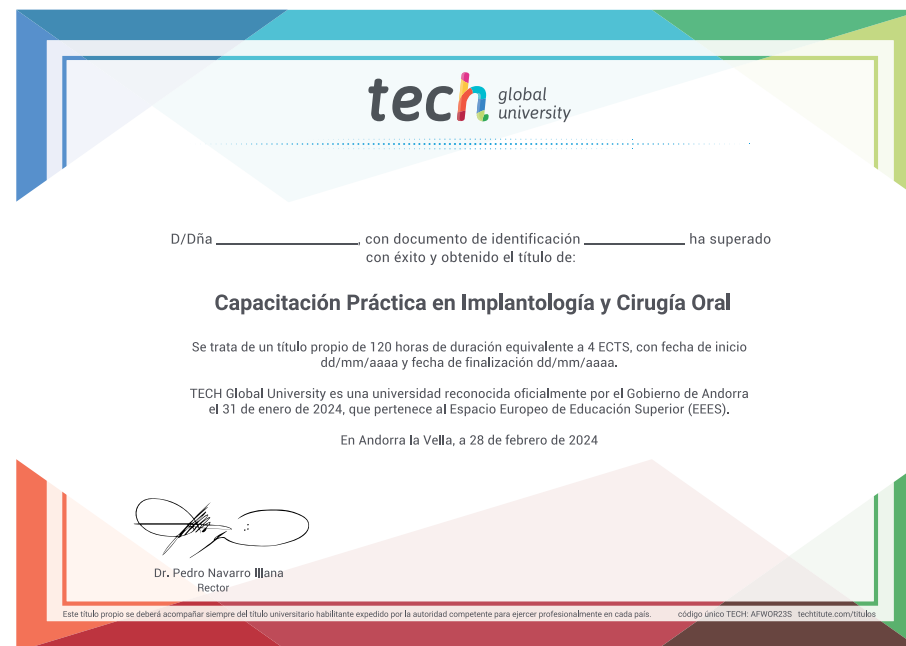 tech global university
D/Dña ____________, con documento de identificación ____________ ha superado
con éxito y obtenido el título de:
Capacitación Práctica en Implantología y Cirugía Oral
Se trata de un título propio de 120 horas de duración equivalente a 4 ECTS, con fecha de inicio
dd/mm/aaaa y fecha de finalización dd/mm/aaaa.
TECH Global University es una universidad reconocida oficialmente por el Gobierno de Andorra
el 31 de enero de 2024, que pertenece al Espacio Europeo de Educación Superior (EEES).
En Andorra la Vella, a 28 de febrero de 2024
Dr. Pedro Navarro Illana
Rector
Este título propio se deberá acompañar siempre del título universitario habilitante expedido por la autoridad competente para ejercer profesionalmente en cada país. código único TECH: AFWOR23S techtitute.com/titulos